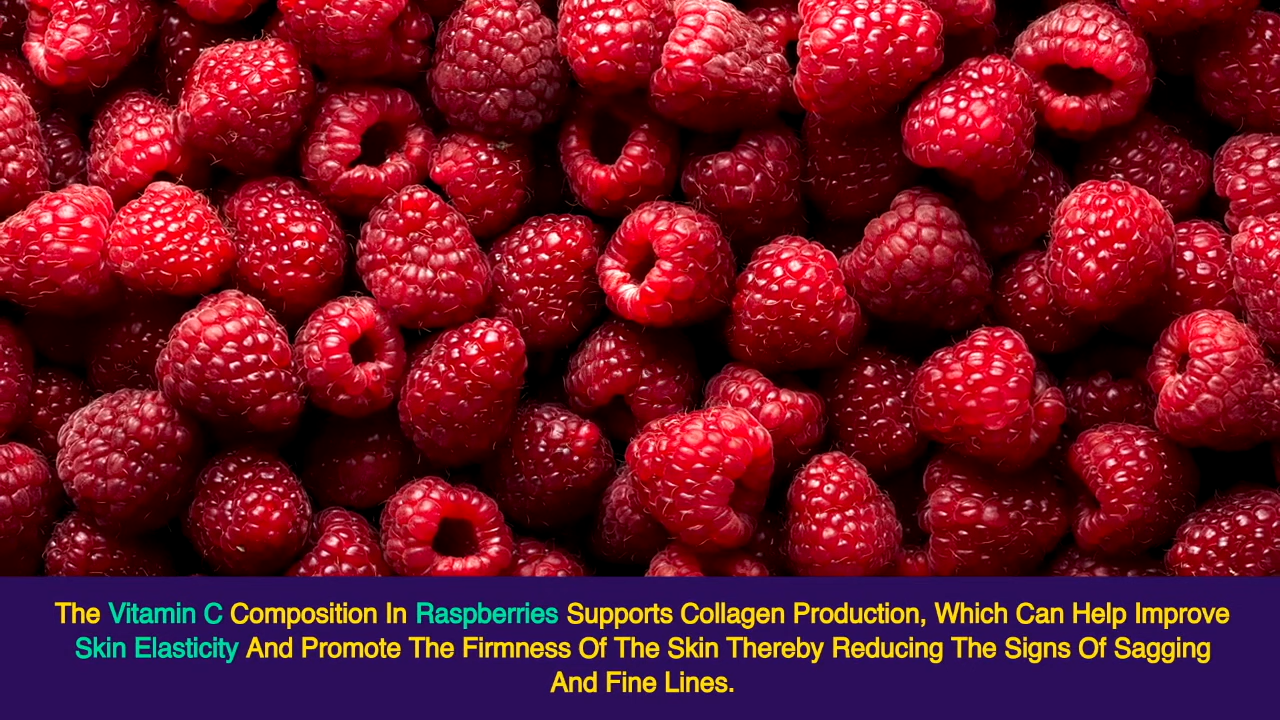 The Vitamin C Composition In Raspberries Supports Collagen Production, Which Can Help Improve
Skin Elasticity And Promote The Firmness Of The Skin Thereby Reducing The Signs Of Sagging
And Fine Lines.